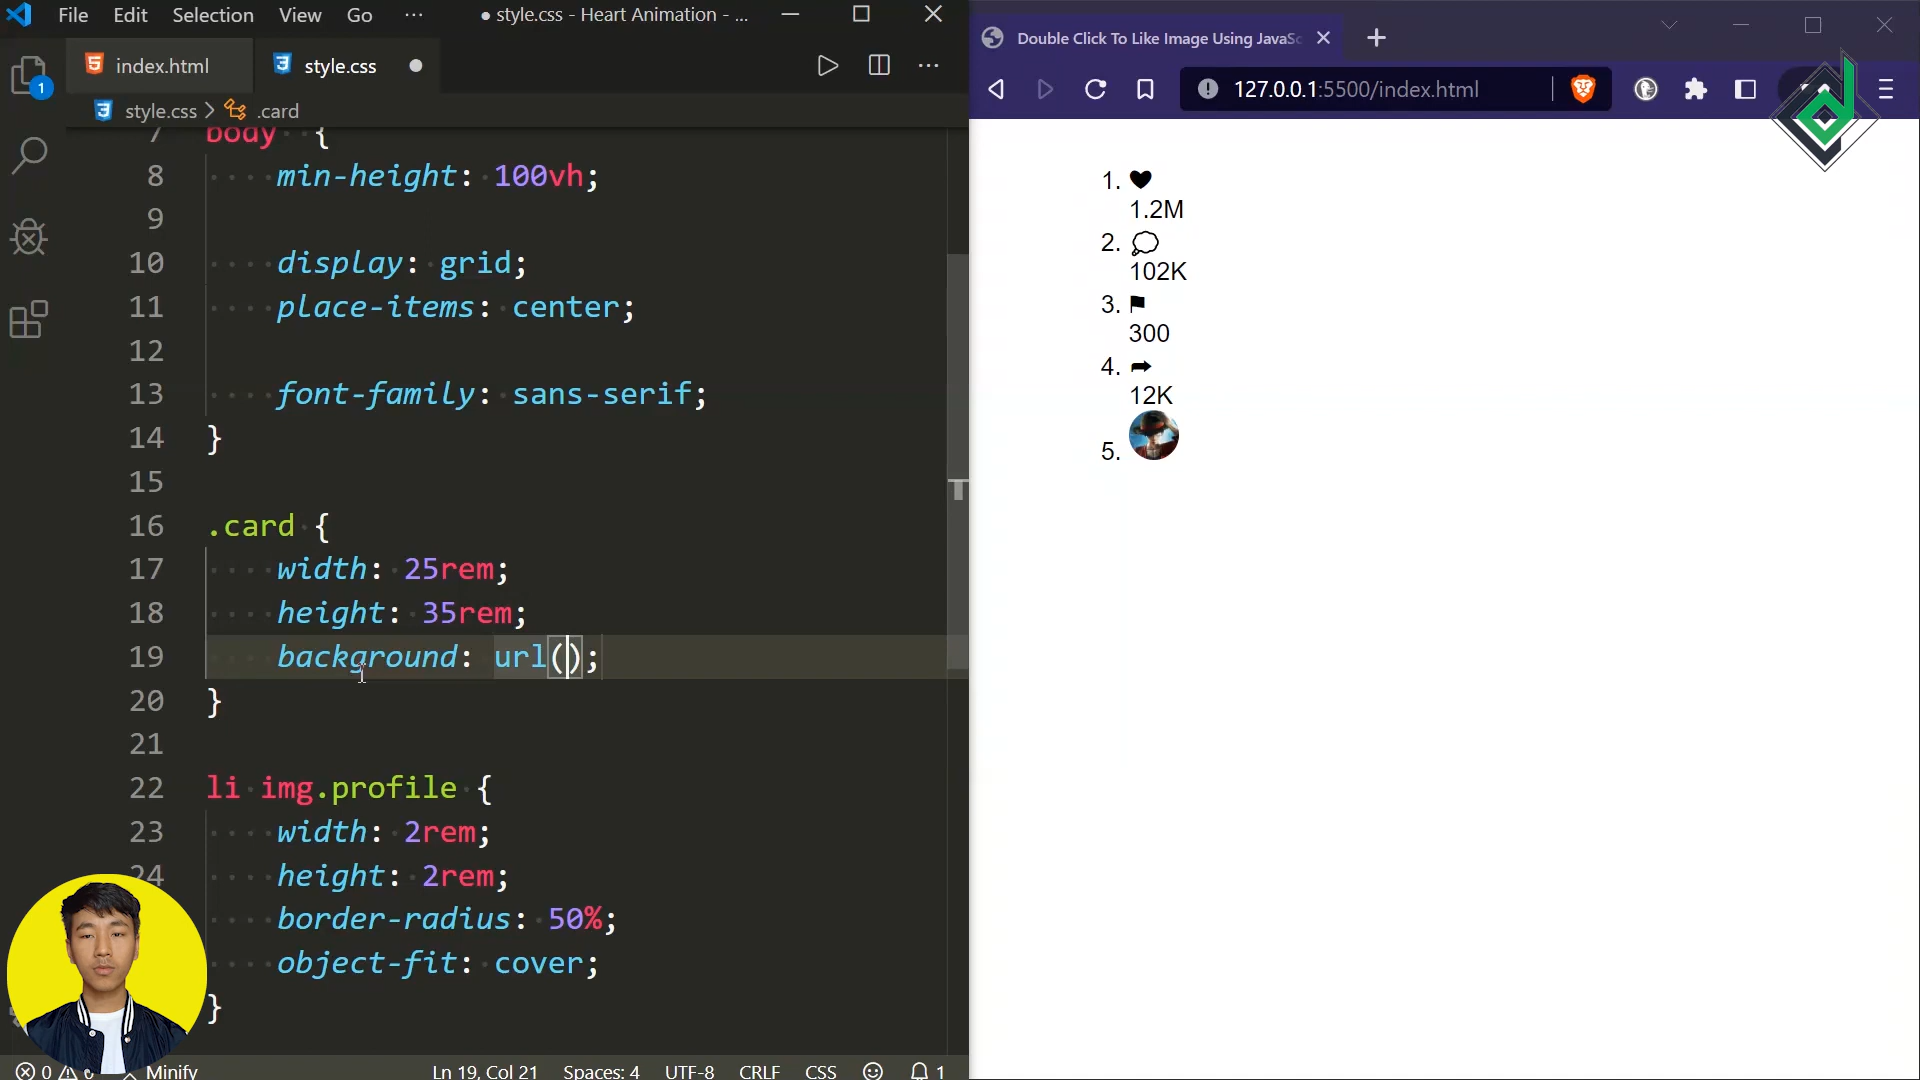 File Edit Selection View Go ··· ● style.css - Heart Animation - ...
index.html style.css ●
style.css > .card
1
7 body {
8 min-height: 100vh;
9
10 display: grid;
11 place-items: center;
12
13 font-family: sans-serif;
14 }
15
16 .card {
17 width: 25rem;
18 height: 35rem;
19 background: url();
20 }
21
22 li img.profile {
23 width: 2rem;
24 height: 2rem;
border-radius: 50%;
object-fit: cover;
}
0 Minify Ln 19, Col 21 Spaces: 4 UTF-8 CRLF CSS 1
Double Click To Like Image Using JavaSc
127.0.0.1:5500/index.html
1. ♥
1.2M
2.
102K
3.
300
4.
12K
5.